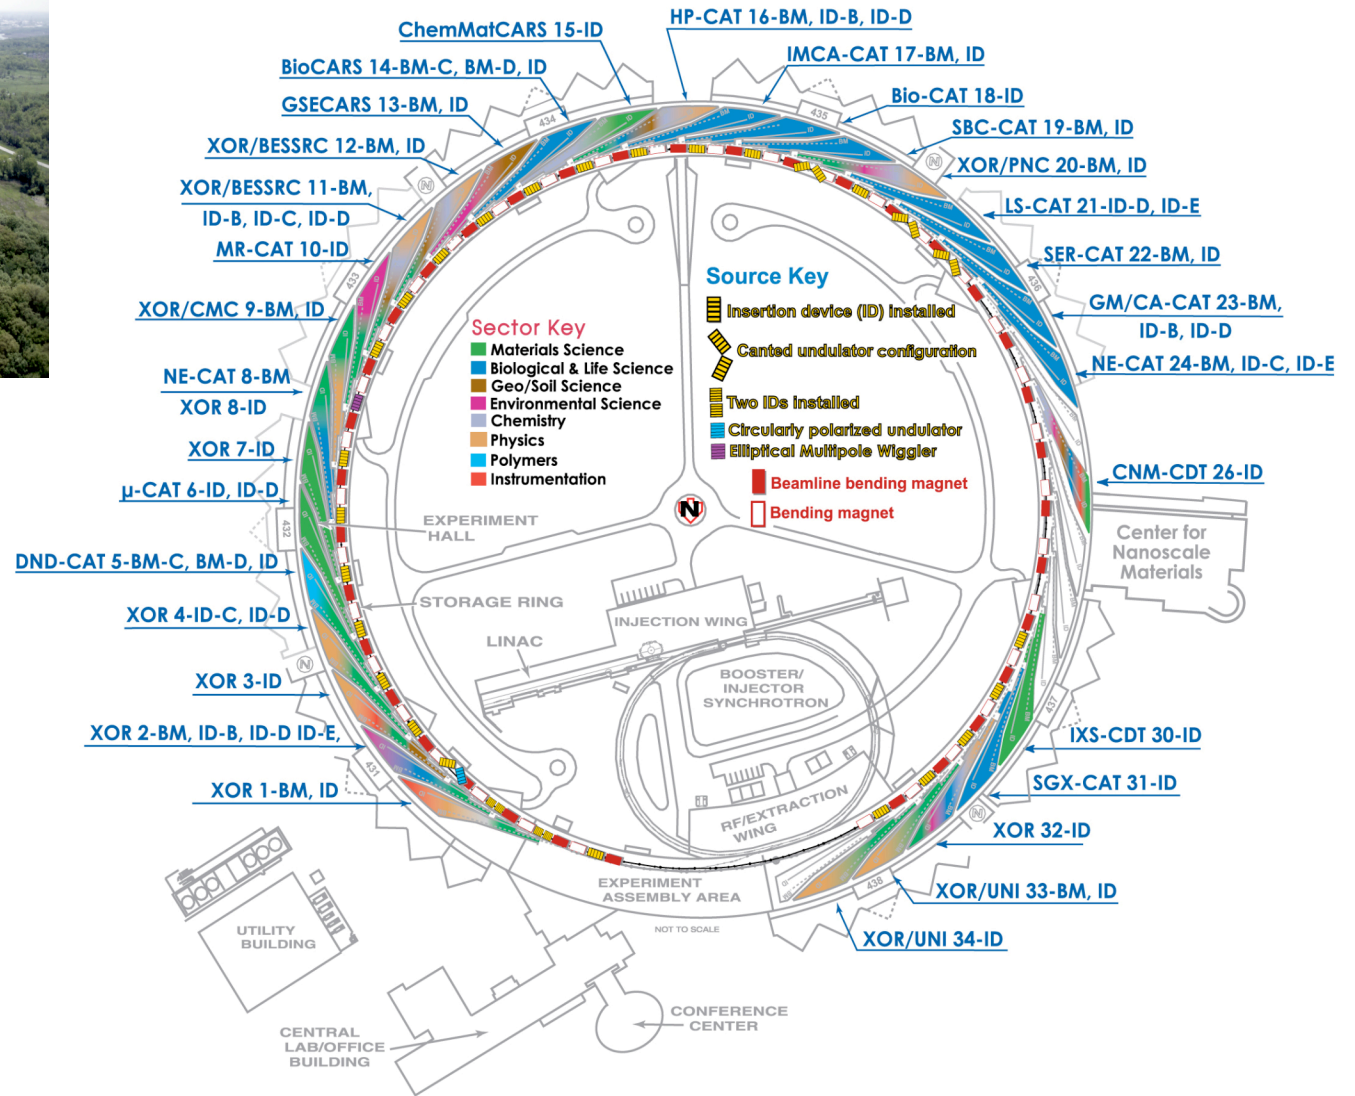 HP-CAT 16-BM, ID-B, ID-D
ChemMatCARS 15-ID
IMCA-CAT 17-BM, ID
BioCARS 14-BM-C, BM-D, ID
Bio-CAT 18-ID
GSECARS 13-BM, ID
SBC-CAT 19-BM, ID
XOR/BESSRC 12-BM, ID
XOR/PNC 20-BM, ID
XOR/BESSRC 11-BM,
ID-B, ID-C, ID-D
LS-CAT 21-ID-D, ID-E
MR-CAT 10-ID
SER-CAT 22-BM, ID
XOR/CMC 9-BM, ID
GM/CA-CAT 23-BM,
ID-B, ID-D
NE-CAT 8-BM
XOR 8-ID
NE-CAT 24-BM, ID-C, ID-E
XOR 7-ID
CNM-CDT 26-ID
µ-CAT 6-ID, ID-D
DND-CAT 5-BM-C, BM-D, ID
XOR 4-ID-C, ID-D
XOR 3-ID
XOR 2-BM, ID-B, ID-D ID-E,
XOR 1-BM, ID
IXS-CDT 30-ID
SGX-CAT 31-ID
XOR 32-ID
XOR/UNI 33-BM, ID
XOR/UNI 34-ID
434
435
433
436
432
431
437
438
N
N
N
N
N
Source Key
Insertion device (ID) installed
Canted undulator configuration
Two IDs installed
Circularly polarized undulator
Elliptical Multipole Wiggler
Beamline bending magnet
Bending magnet
Sector Key
Materials Science
Biological & Life Science
Geo/Soil Science
Environmental Science
Chemistry
Physics
Polymers
Instrumentation
EXPERIMENT
HALL
STORAGE RING
LINAC
INJECTION WING
BOOSTER/
INJECTOR
SYNCHROTRON
RF/EXTRACTION
WING
Center for
Nanoscale
Materials
EXPERIMENT
ASSEMBLY AREA
NOT TO SCALE
UTILITY
BUILDING
CENTRAL
LAB/OFFICE
BUILDING
CONFERENCE
CENTER